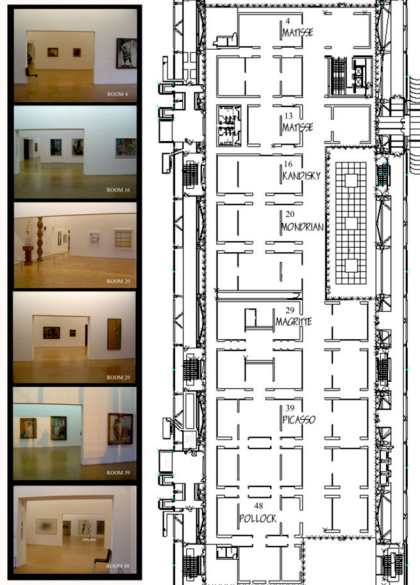 ROOM 4
ROOM 16
ROOM 20
ROOM 29
ROOM 39
ROOM 48
4
MATISSE
13
MATISSE
16
KANDISKY
20
MONDRIAN
29
MAGRITTE
39
PICASSO
48
POLLOCK